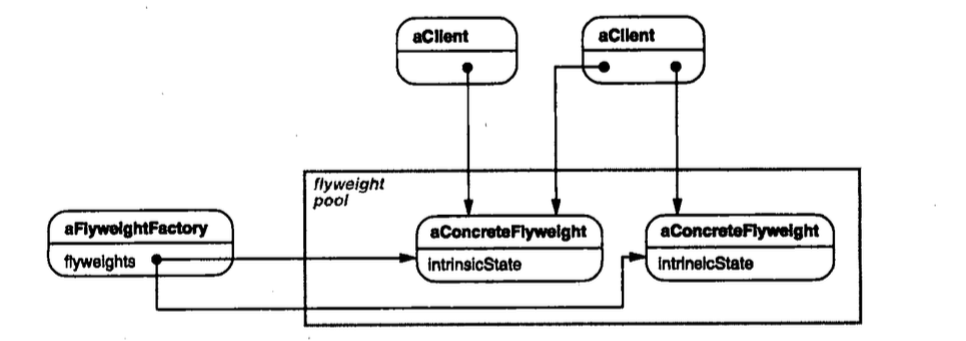 aClient
aClient
flyweight
pool
aFlyweightFactory
flyweights
aConcreteFlyweight
intrinsicState
aConcreteFlyweight
intrinsicState